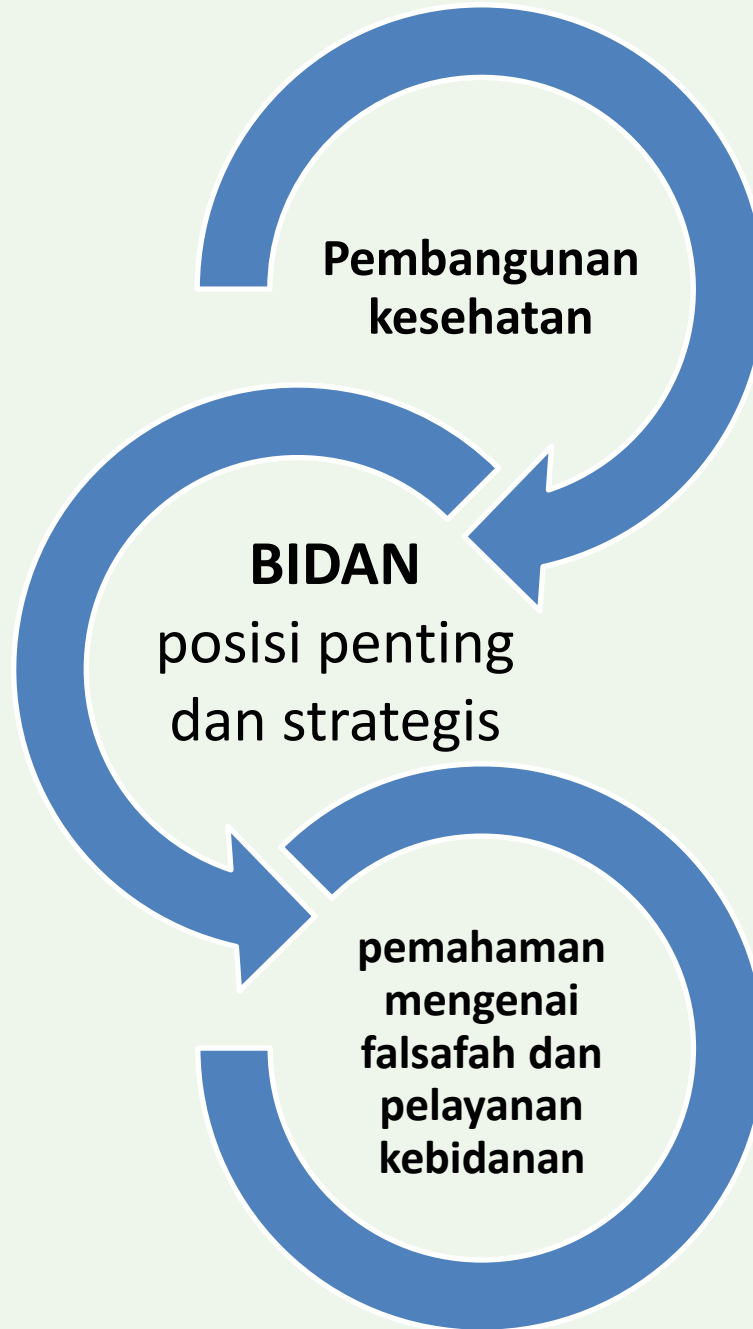 Pembangunan
kesehatan
BIDAN
posisi penting
dan strategis
pemahaman
mengenai
falsafah dan
pelayanan
kebidanan